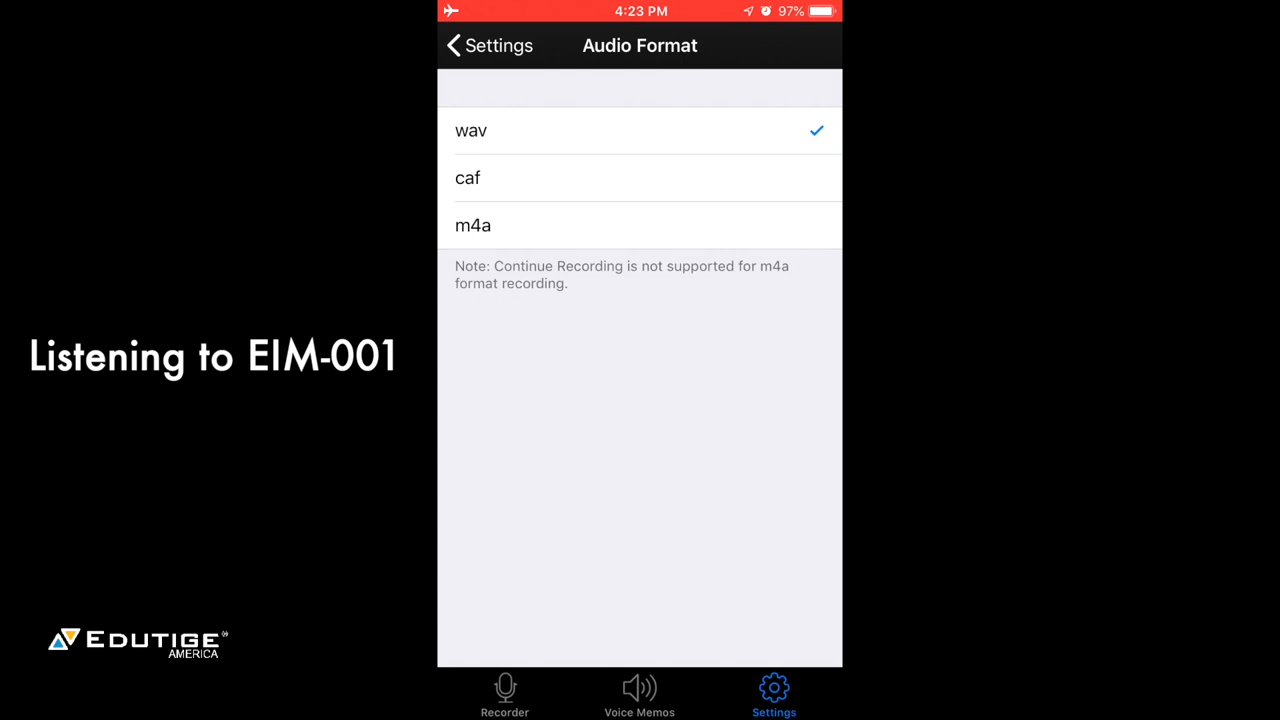 4:23 PM
97%
Settings
Audio Format
wav
caf
m4a
Note: Continue Recording is not supported for m4a
format recording.
Listening to EIM-001
EDUTIGE
AMERICA
Recorder
Voice Memos
Settings